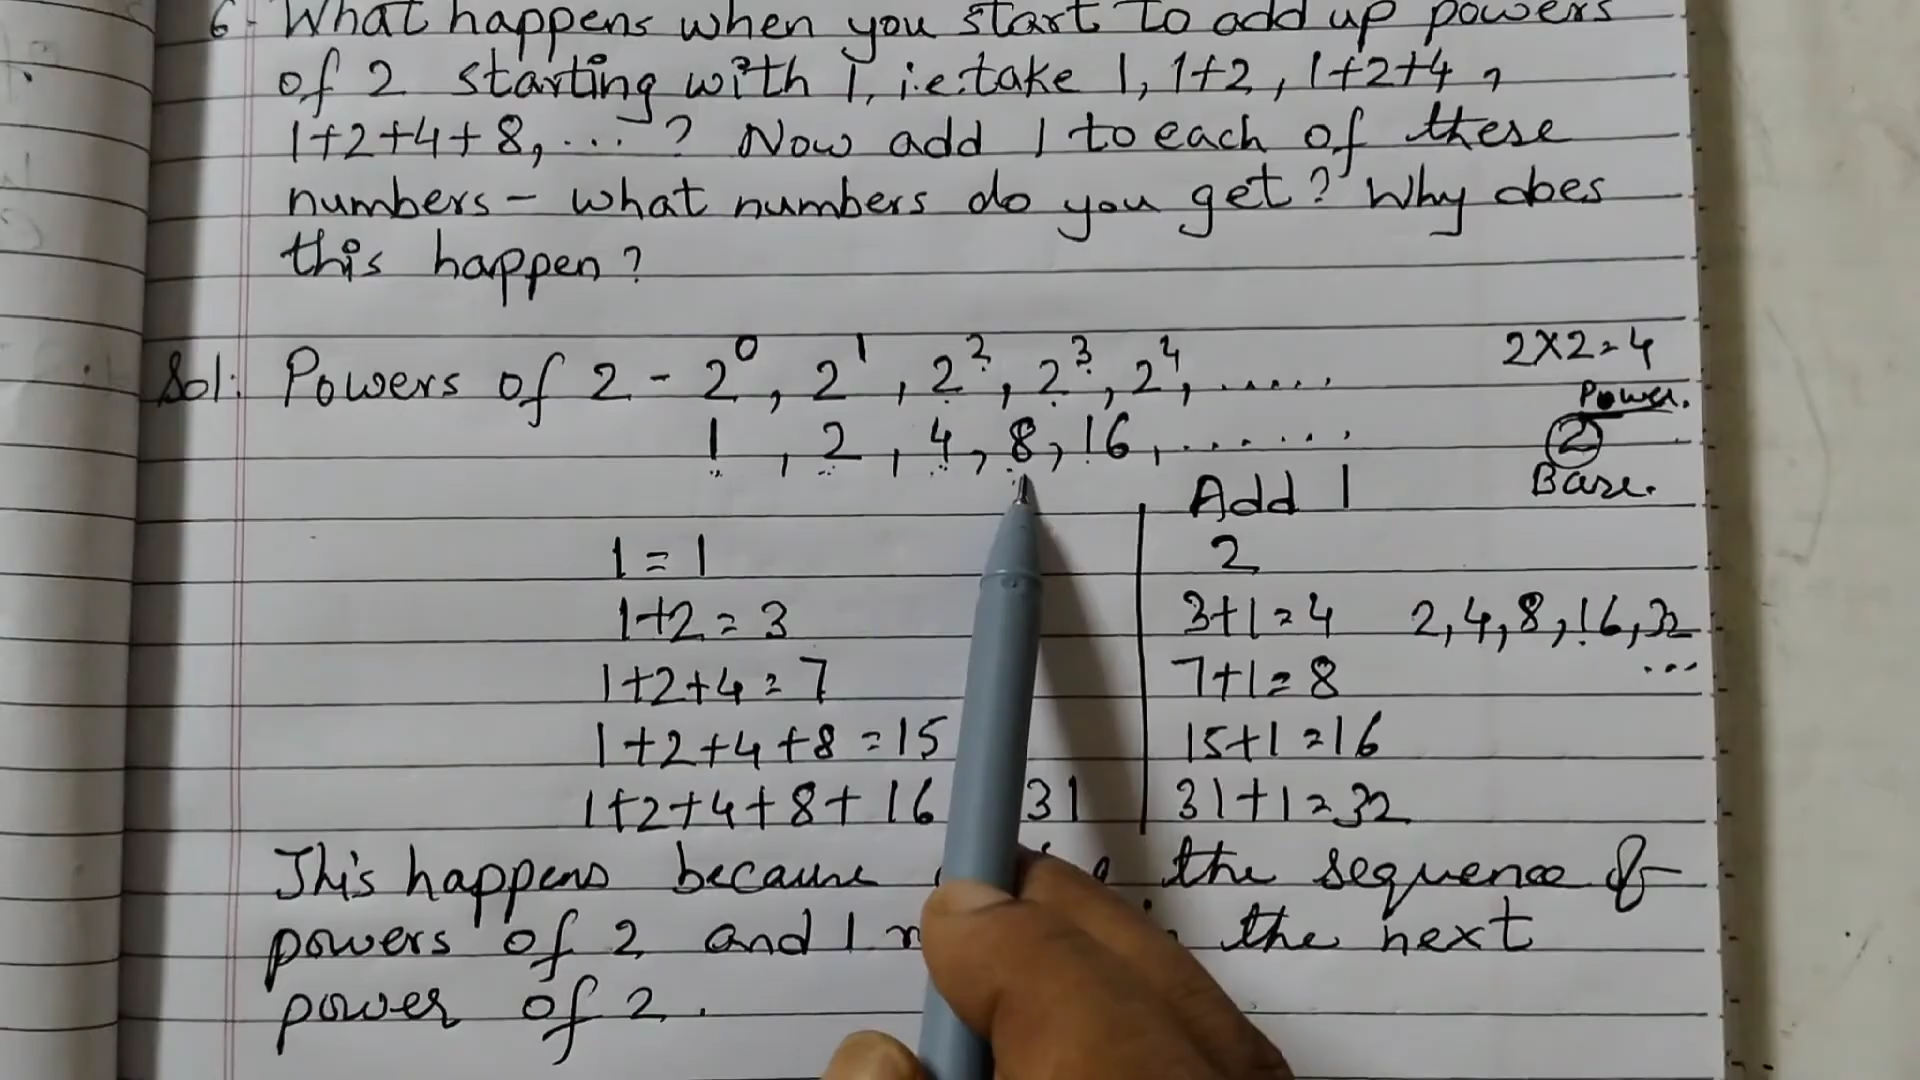 6. What happens when you start to add up powers
of 2 starting with 1, i.e. take 1, 1+2, 1+2+4,
1+2+4+8, ...? Now add 1 to each of these
numbers - what numbers do you get? Why does
this happen?
Sol: Powers of 2 - 2⁰, 2¹, 2², 2³, 2⁴, .....
1, 2, 4, 8, 16, ......
2×2=4
Power.
2
Base.
Add 1
1=1
2
1+2=3
3+1=4
2, 4, 8, 16, 32
...
1+2+4=7
7+1=8
1+2+4+8=15
15+1=16
1+2+4+8+16 31
31+1=32
This happens because the sequence of
powers of 2 and 1 the next
power of 2.